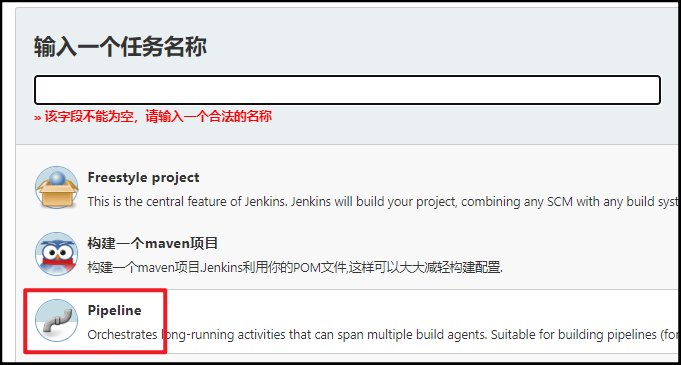 输入一个任务名称
» 该字段不能为空，请输入一个合法的名称
Freestyle project
This is the central feature of Jenkins. Jenkins will build your project, combining any SCM with any build syst
构建一个maven项目
构建一个maven项目.Jenkins利用你的POM文件,这样可以大大减轻构建配置.
Pipeline
Orchestrates long-running activities that can span multiple build agents. Suitable for building pipelines (for